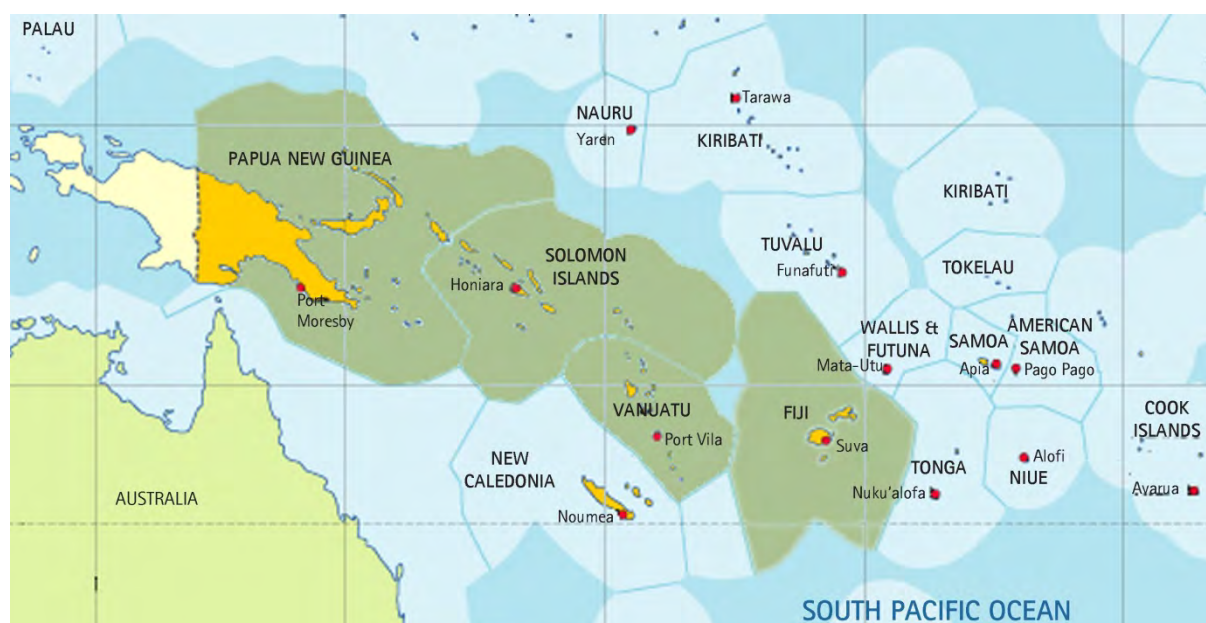 PALAU
NAURU
Yaren
Tarawa
KIRIBATI
PAPUA NEW GUINEA
KIRIBATI
TUVALU
Funafuti
SOLOMON
ISLANDS
Honiara
TOKELAU
Port
Moresby
WALLIS &
FUTUNA
Mata-Utu
SAMOA
Apia
AMERICAN
SAMOA
Pago Pago
VANUATU
Port Vila
FIJI
Suva
COOK
ISLANDS
Avarua
NEW
CALEDONIA
Noumea
TONGA
Nuku'alofa
Alofi
NIUE
AUSTRALIA
SOUTH PACIFIC OCEAN